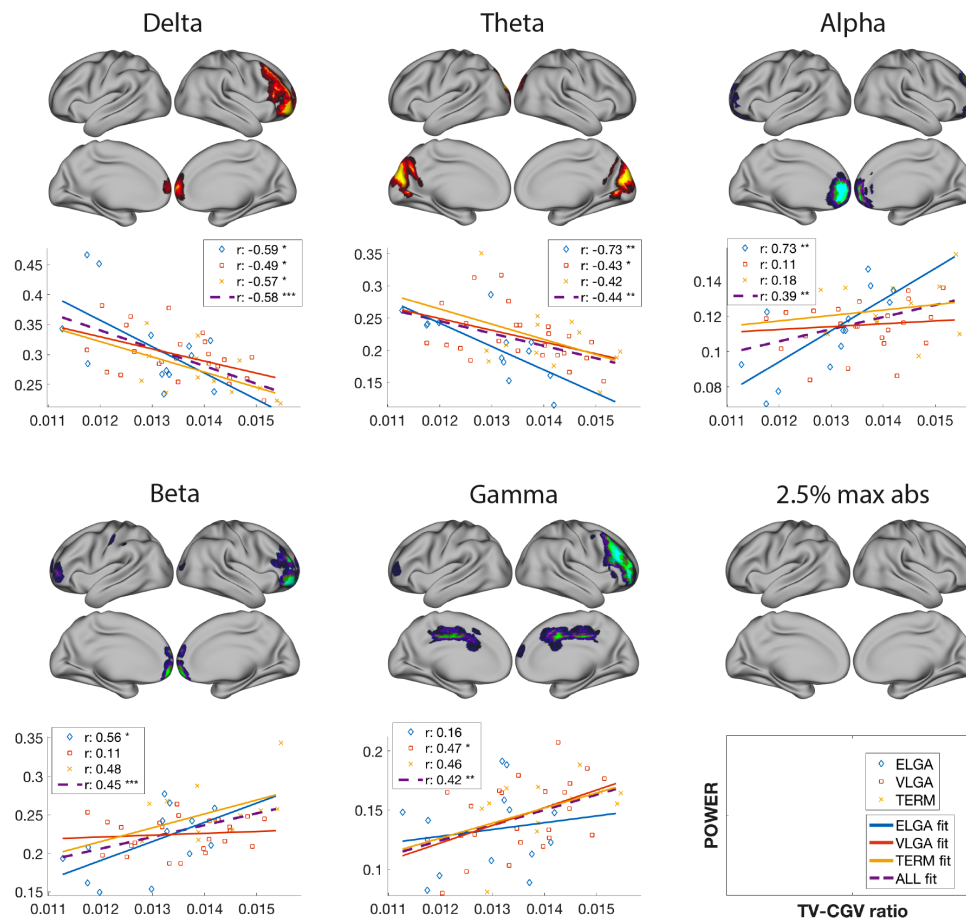 Delta
Theta
Alpha
r: -0.59 *
r: -0.49 *
r: -0.57 *
r: -0.58 ***
0.45
0.4
0.35
0.3
0.25
0.011 0.012 0.013 0.014 0.015
r: -0.73 **
r: -0.43 *
r: -0.42
r: -0.44 **
0.35
0.3
0.25
0.2
0.15
0.011 0.012 0.013 0.014 0.015
r: 0.73 **
r: 0.11
r: 0.18
r: 0.39 **
0.14
0.12
0.1
0.08
0.011 0.012 0.013 0.014 0.015
Beta
Gamma
2.5% max abs
r: 0.56 *
r: 0.11
r: 0.48
r: 0.45 ***
0.35
0.3
0.25
0.2
0.15
0.011 0.012 0.013 0.014 0.015
r: 0.16
r: 0.47 *
r: 0.46
r: 0.42 **
0.2
0.15
0.1
0.011 0.012 0.013 0.014 0.015
ELGA
VLGA
TERM
ELGA fit
VLGA fit
TERM fit
ALL fit
POWER
TV-CGV ratio